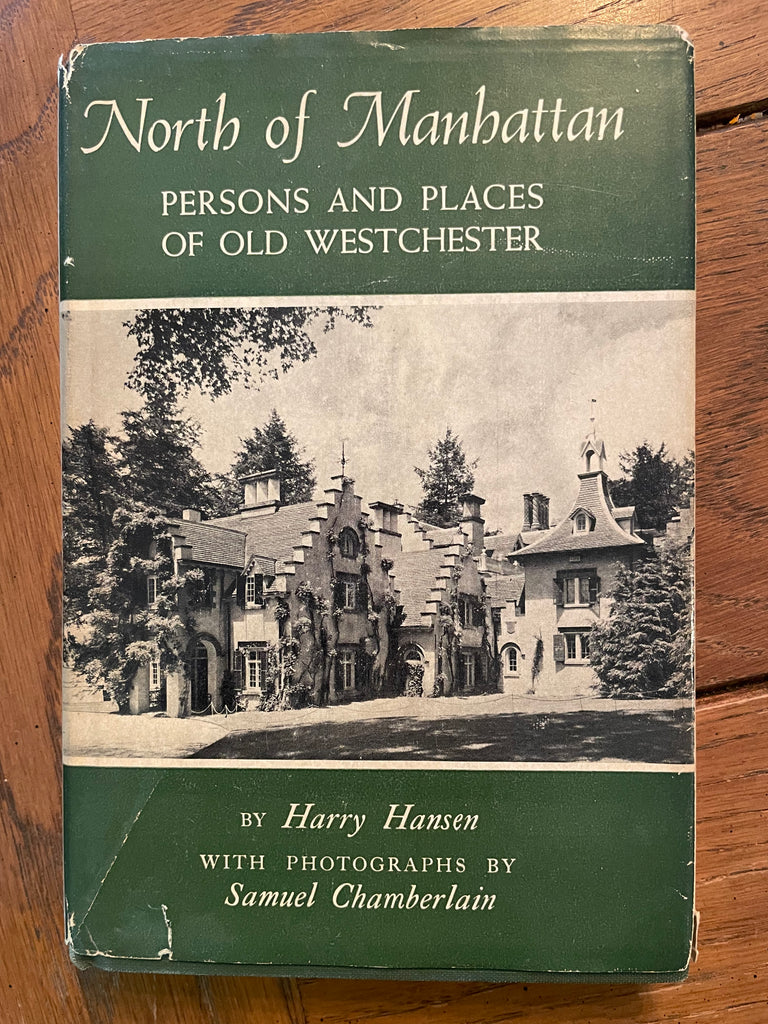 North of Manhattan
PERSONS AND PLACES
OF OLD WESTCHESTER
BY Harry Hansen
WITH PHOTOGRAPHS BY
Samuel Chamberlain